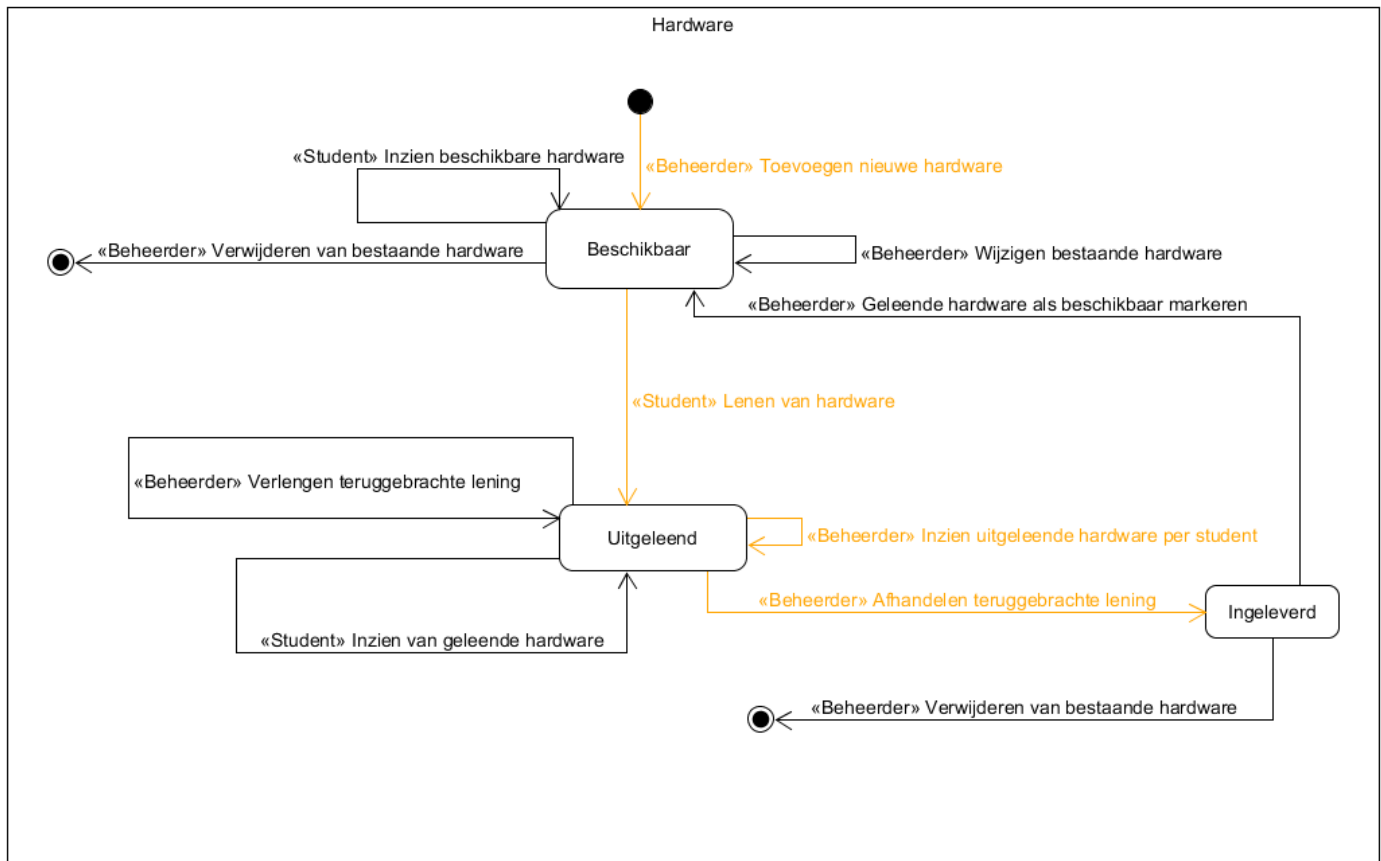 Hardware
«Student» Inzien beschikbare hardware
«Beheerder» Toevoegen nieuwe hardware
«Beheerder» Verwijderen van bestaande hardware
Beschikbaar
«Beheerder» Wijzigen bestaande hardware
«Beheerder» Geleende hardware als beschikbaar markeren
«Student» Lenen van hardware
«Beheerder» Verlengen teruggebrachte lening
Uitgeleend
«Beheerder» Inzien uitgeleende hardware per student
«Beheerder» Afhandelen teruggebrachte lening
Ingeleverd
«Student» Inzien van geleende hardware
«Beheerder» Verwijderen van bestaande hardware